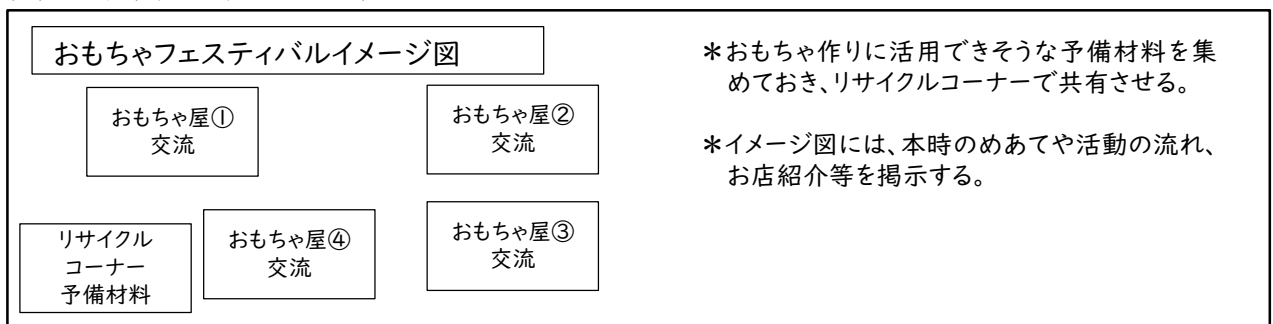 おもちゃフェスティバルイメージ図
おもちゃ屋①
交流
おもちゃ屋②
交流
リサイクル
コーナー
予備材料
おもちゃ屋④
交流
おもちゃ屋③
交流
＊おもちゃ作りに活用できそうな予備材料を集
めておき、リサイクルコーナーで共有させる。
＊イメージ図には、本時のめあてや活動の流れ、
お店紹介等を掲示する。